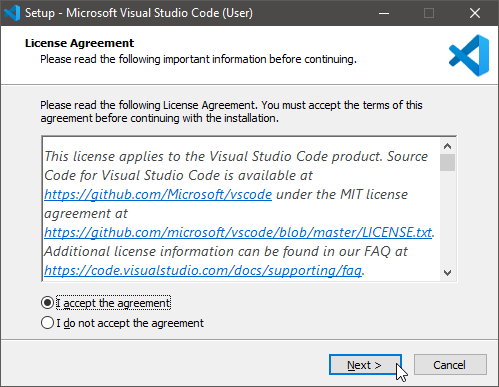 Setup - Microsoft Visual Studio Code (User)
License Agreement
Please read the following important information before continuing.
Please read the following License Agreement. You must accept the terms of this
agreement before continuing with the installation.
This license applies to the Visual Studio Code product. Source
Code for Visual Studio Code is available at
https://github.com/Microsoft/vscode under the MIT license
agreement at
https://github.com/microsoft/vscode/blob/master/LICENSE.txt.
Additional license information can be found in our FAQ at
https://code.visualstudio.com/docs/supporting/faq.
I accept the agreement
I do not accept the agreement
Next >
Cancel